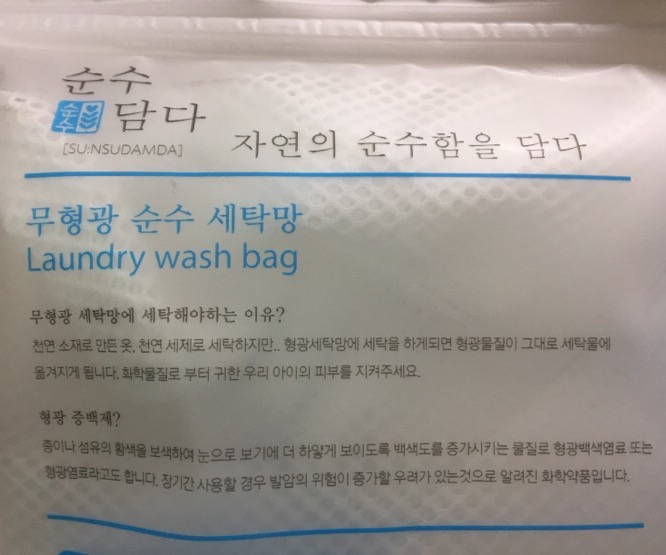 순수
순수 담다
[SU:NSUDAMDA]
자연의 순수함을 담다
무형광 순수 세탁망
Laundry wash bag
무형광 세탁망에 세탁해야하는 이유?
천연 소재로 만든 옷, 천연 세제로 세탁하지만.. 형광세탁망에 세탁을 하게되면 형광물질이 그대로 세탁물에
옮겨지게 됩니다. 화학물질로 부터 귀한 우리 아이의 피부를 지켜주세요.
형광 증백제?
종이나 섬유의 황색을 보색하여 눈으로 보기에 더 하얗게 보이도록 백색도를 증가시키는 물질로 형광백색염료 또는
형광염료라고도 합니다. 장기간 사용할 경우 발암의 위험이 증가할 우려가 있는것으로 알려진 화학약품입니다.